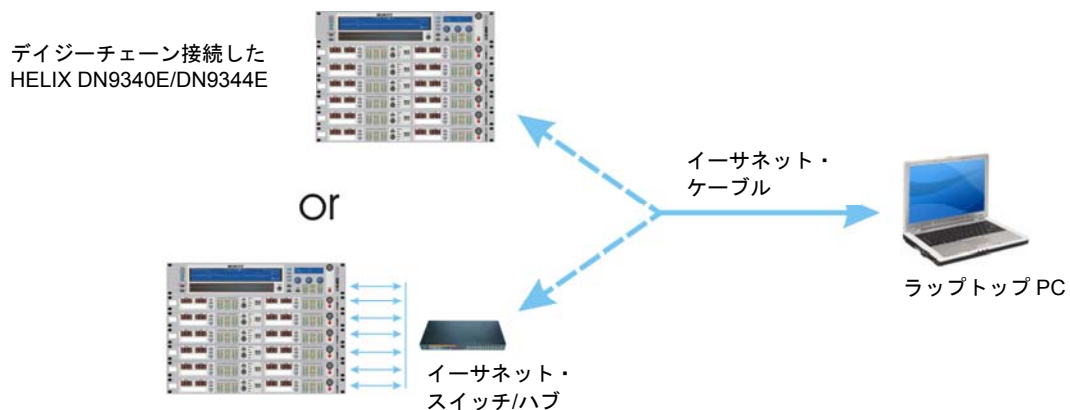 デイジーチェーン接続した
HELIX DN9340E/DN9344E
イーサネット・
ケーブル
or
ラップトップ PC
イーサネット・
スイッチ/ハブ